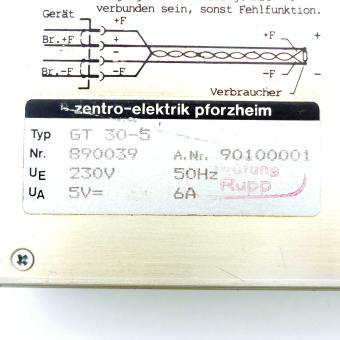 verbunden sein, sonst Fehlfunktion.
Gerät
+F
Br.+F
+
+F +
-
-F -
Br.-F
-F
Verbraucher
zentro-elektrik pforzheim
Typ GT 30-5
Nr. 890039 A.Nr. 90100001
UE 230V 50Hz
UA 5V= 6A
Prüfung
Rupp